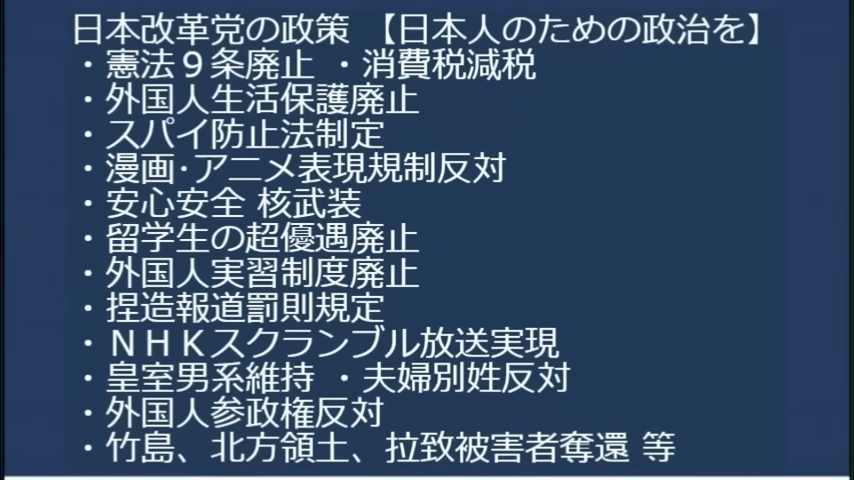 日本改革党の政策 【日本人のための政治を】
・憲法９条廃止 ・消費税減税
・外国人生活保護廃止
・スパイ防止法制定
・漫画･アニメ表現規制反対
・安心安全 核武装
・留学生の超優遇廃止
・外国人実習制度廃止
・捏造報道罰則規定
・ＮＨＫスクランブル放送実現
・皇室男系維持 ・夫婦別姓反対
・外国人参政権反対
・竹島、北方領土、拉致被害者奪還 等